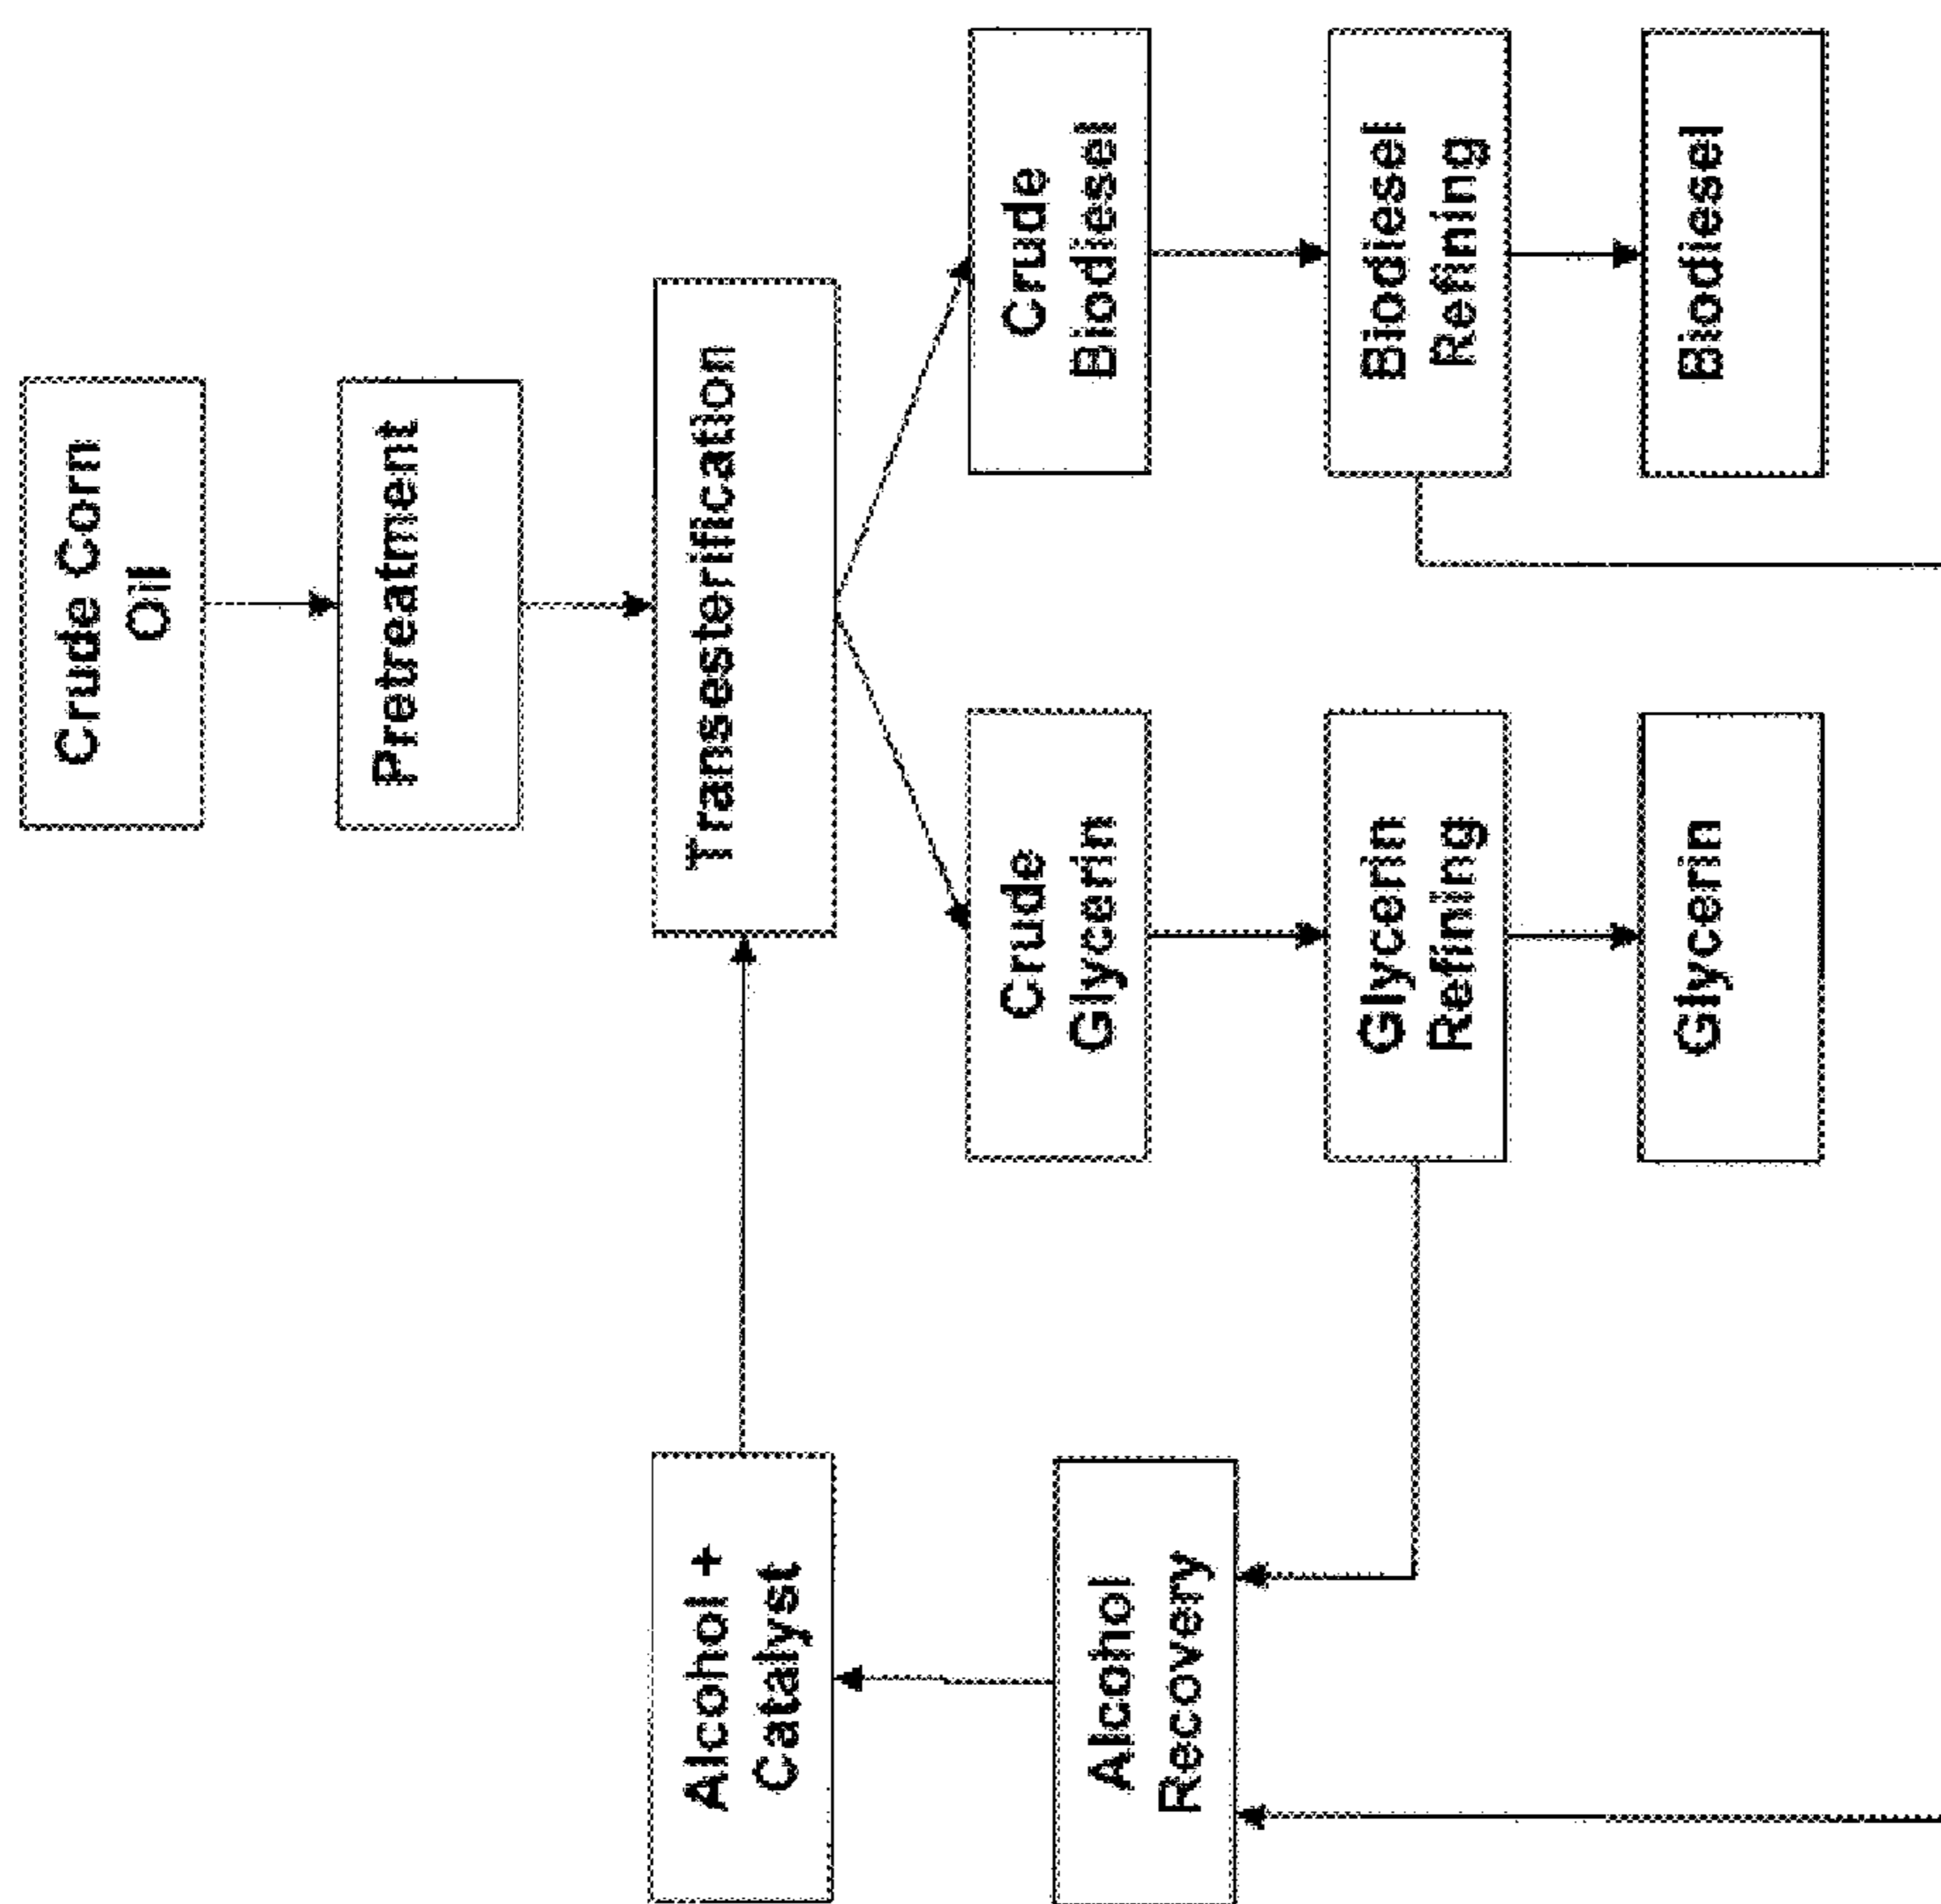 Crude Corn
Oil
Pretreatment
Transesterification
Alcohol +
Catalyst
Crude
Glycerin
Crude
Biodiesel
Alcohol
Recovery
Glycerin
Refining
Biodiesel
Refining
Glycerin
Biodiesel